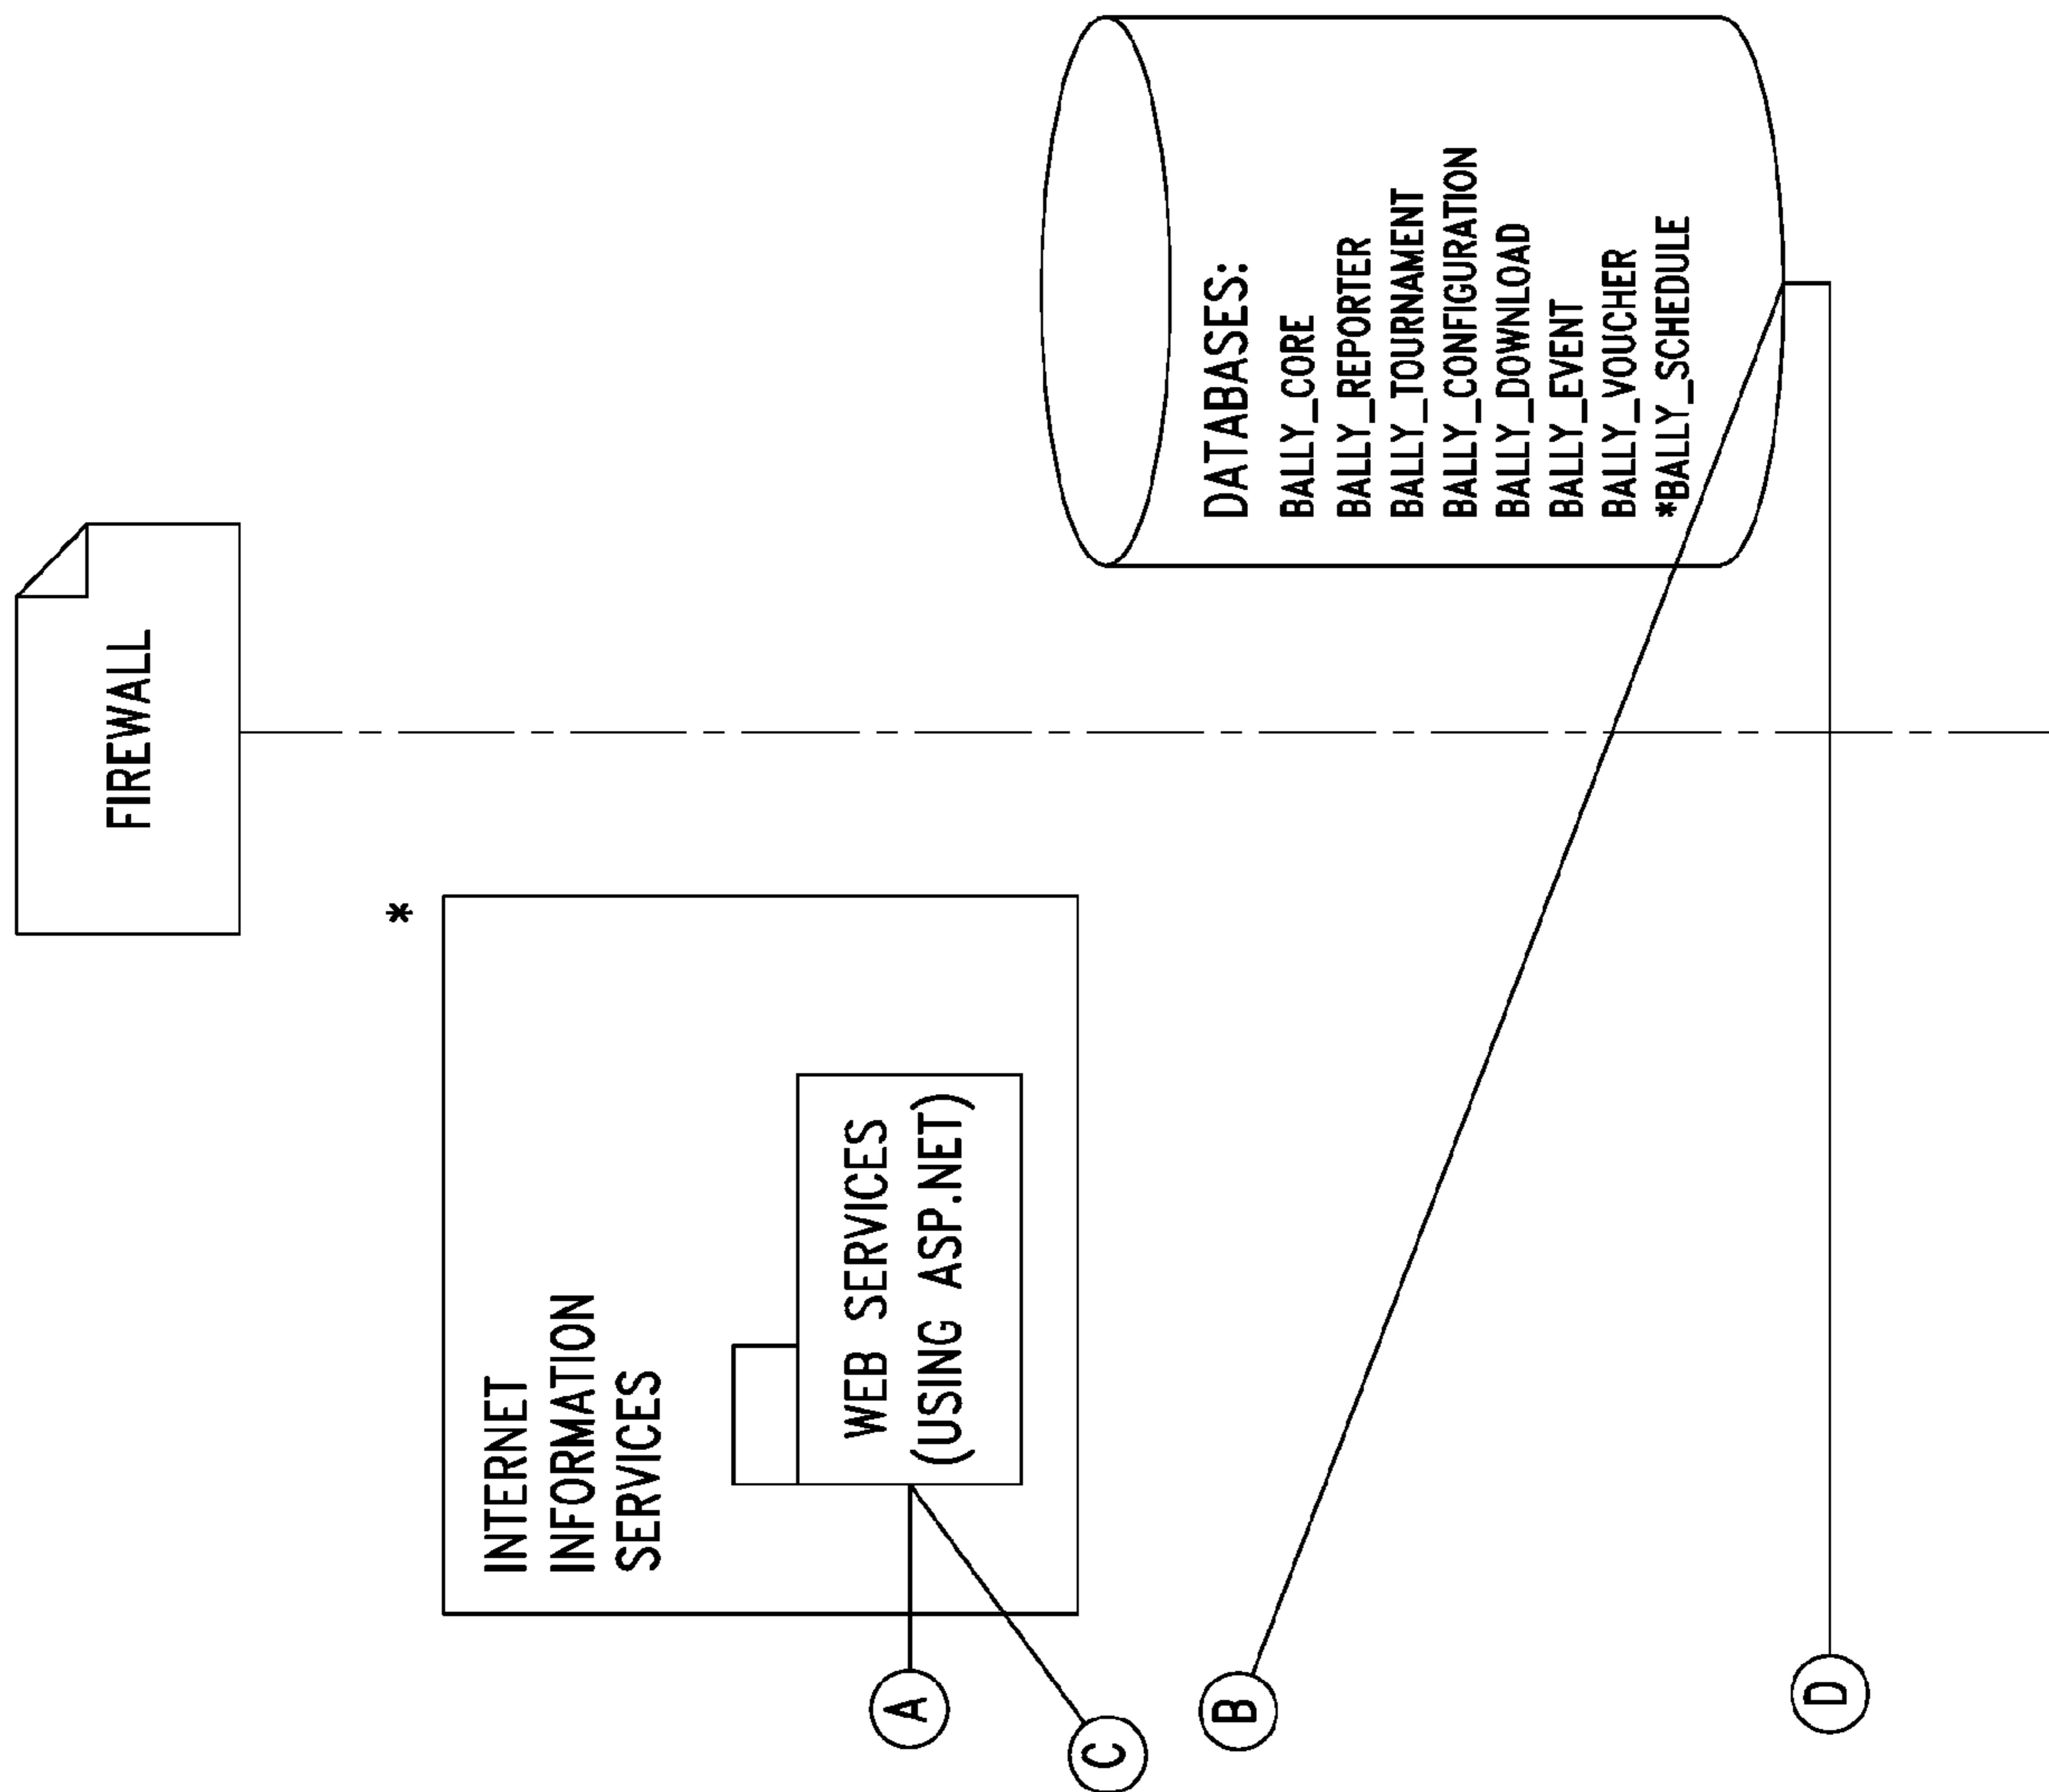 FIREWALL
*
INTERNET
INFORMATION
SERVICES
WEB SERVICES
(USING ASP.NET)
A
C
B
D
DATABASES:
BALLY_CORE
BALLY_REPORTER
BALLY_TOURNAMENT
BALLY_CONFIGURATION
BALLY_DOWNLOAD
BALLY_EVENT
BALLY_VOUCHER
*BALLY_SCHEDULE